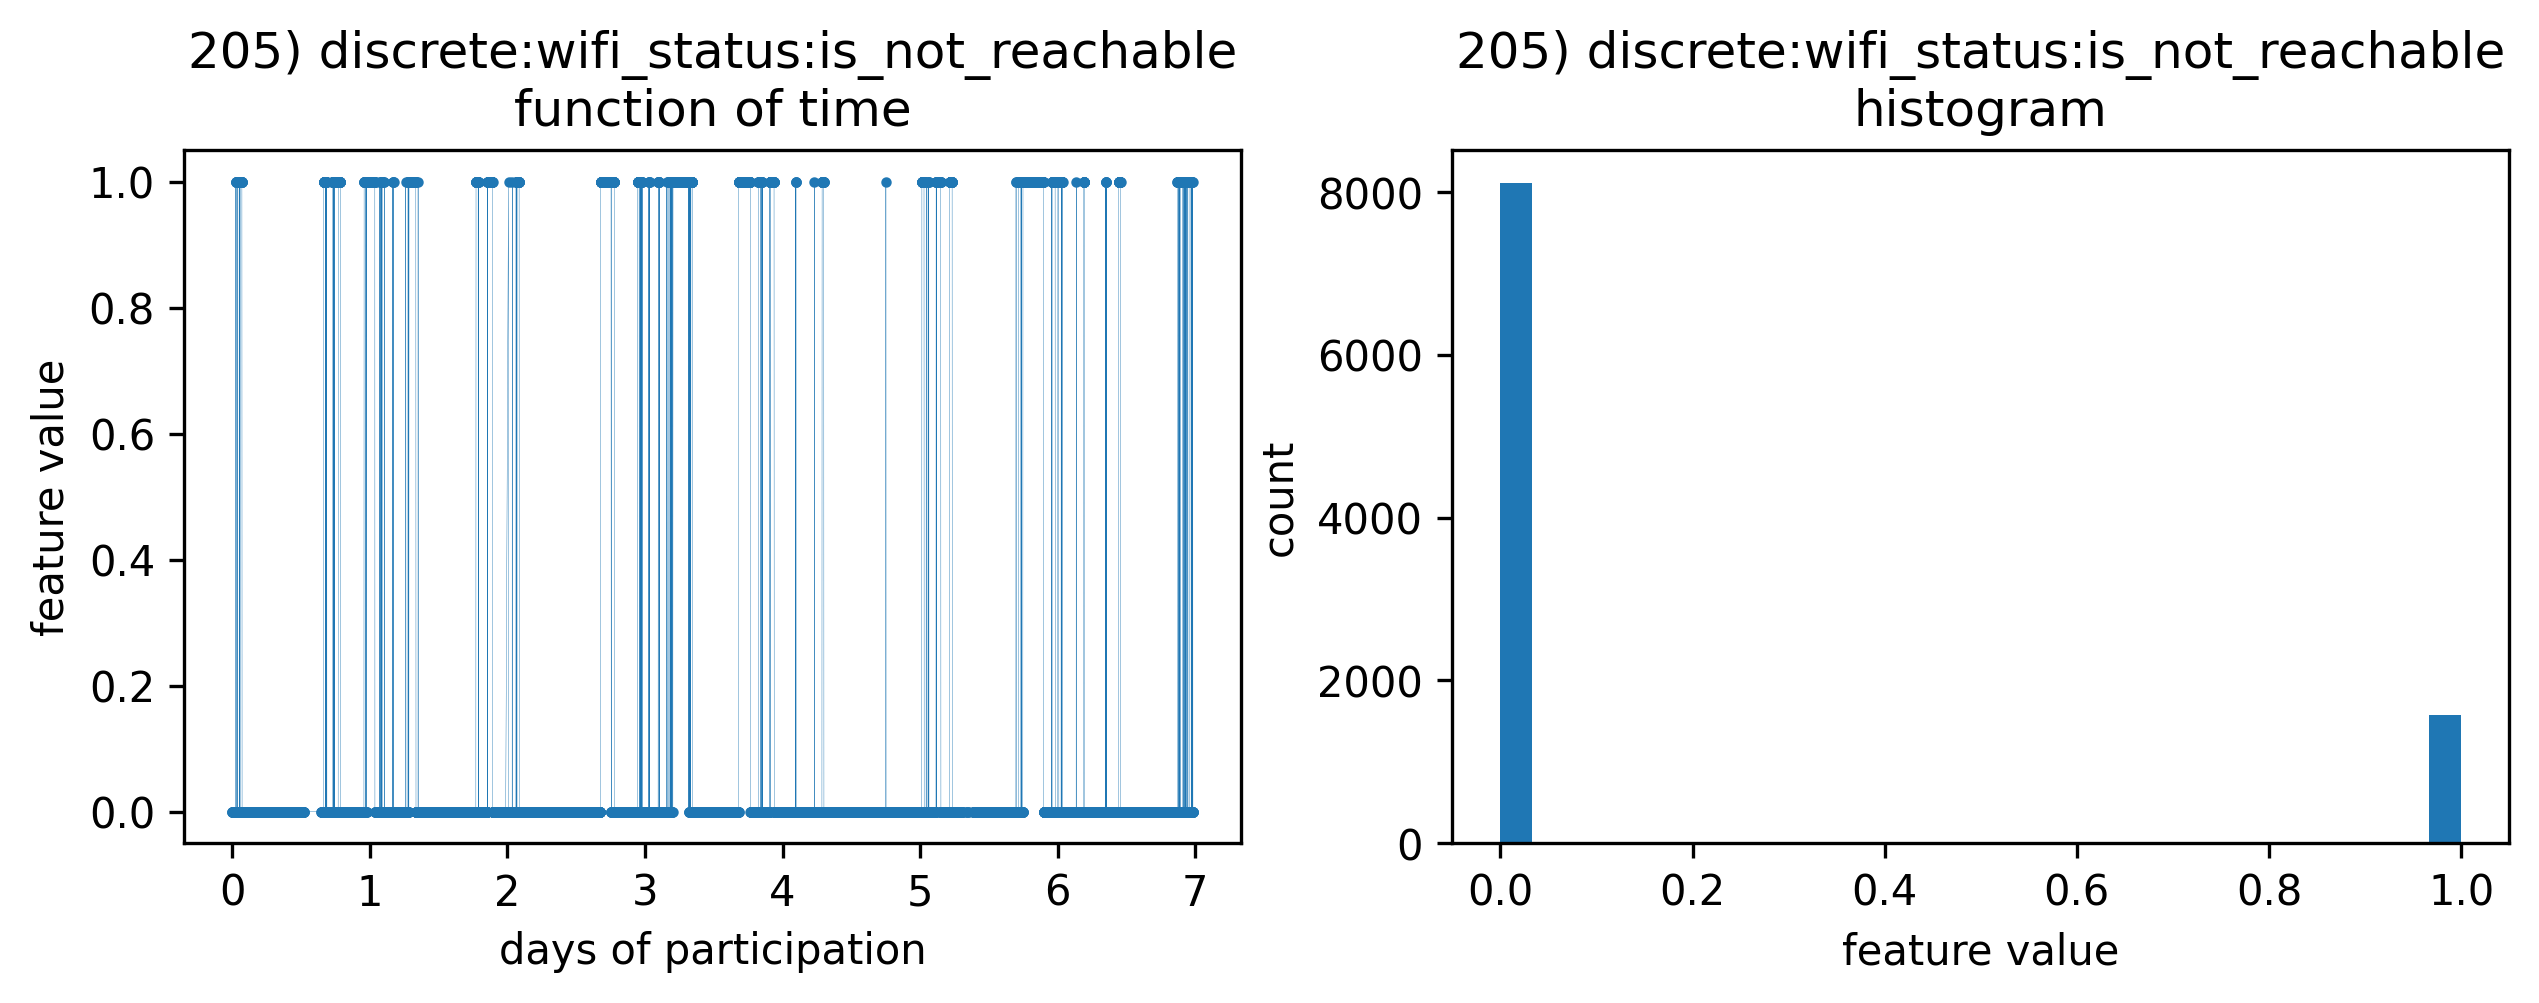 205) discrete:wifi_status:is_not_reachable
function of time
1.0
0.8
0.6
0.4
0.2
0.0
feature value
0 1 2 3 4 5 6 7
days of participation
205) discrete:wifi_status:is_not_reachable
histogram
8000
6000
4000
2000
0
count
0.0 0.2 0.4 0.6 0.8 1.0
feature value